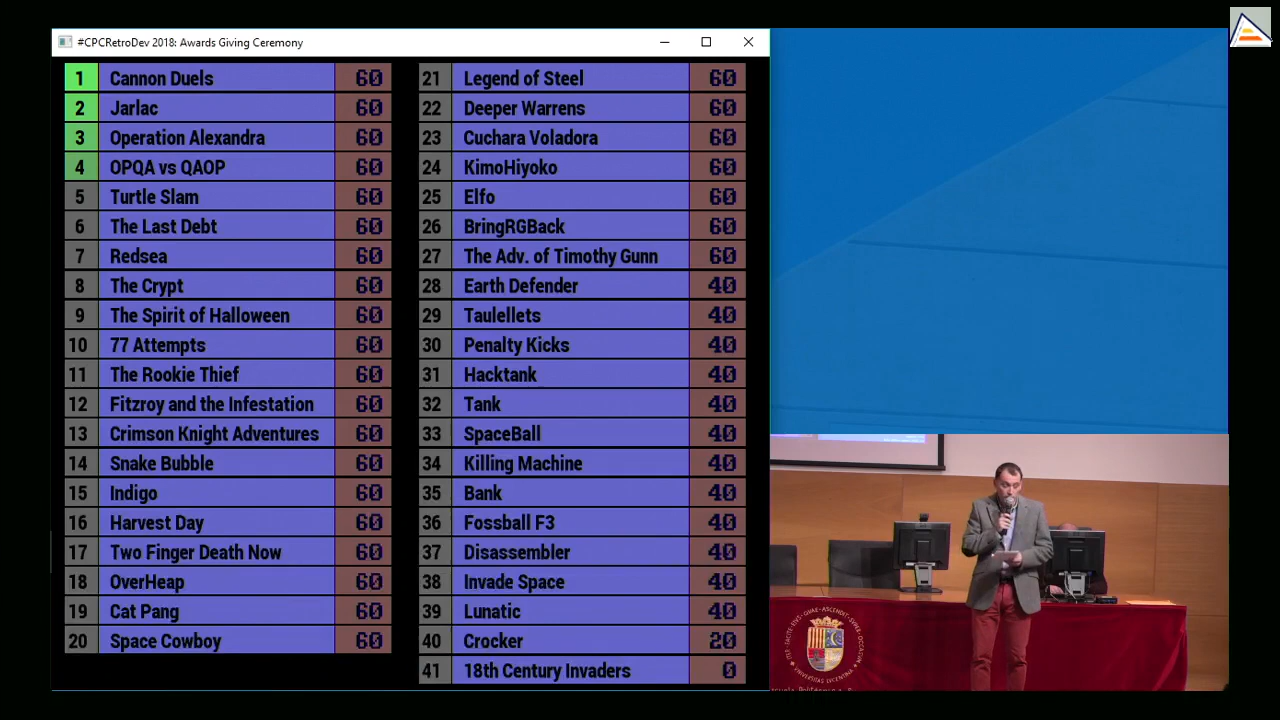 #CPCRetroDev 2018: Awards Giving Ceremony
1 Cannon Duels 60
2 Jarlac 60
3 Operation Alexandra 60
4 OPQA vs QAOP 60
5 Turtle Slam 60
6 The Last Debt 60
7 Redsea 60
8 The Crypt 60
9 The Spirit of Halloween 60
10 77 Attempts 60
11 The Rookie Thief 60
12 Fitzroy and the Infestation 60
13 Crimson Knight Adventures 60
14 Snake Bubble 60
15 Indigo 60
16 Harvest Day 60
17 Two Finger Death Now 60
18 OverHeap 60
19 Cat Pang 60
20 Space Cowboy 60
21 Legend of Steel 60
22 Deeper Warrens 60
23 Cuchara Voladora 60
24 KimoHiyoko 60
25 Elfo 60
26 BringRGBack 60
27 The Adv. of Timothy Gunn 60
28 Earth Defender 40
29 Taulellets 40
30 Penalty Kicks 40
31 Hacktank 40
32 Tank 40
33 SpaceBall 40
34 Killing Machine 40
35 Bank 40
36 Fossball F3 40
37 Disassembler 40
38 Invade Space 40
39 Lunatic 40
40 Crocker 20
41 18th Century Invaders 0